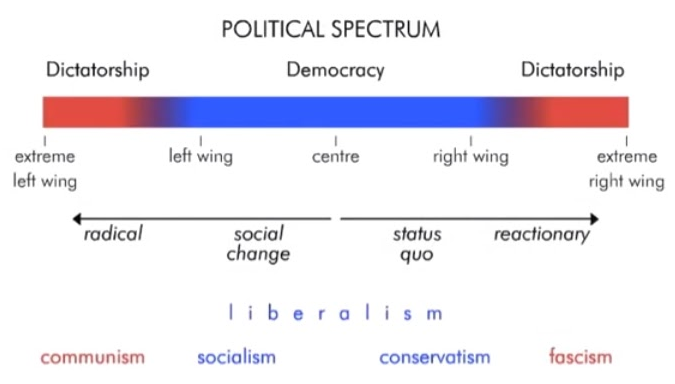 POLITICAL SPECTRUM
Dictatorship Democracy Dictatorship
extreme left wing centre right wing extreme
left wing right wing
radical social status reactionary
change quo
liberalism
communism socialism conservatism fascism